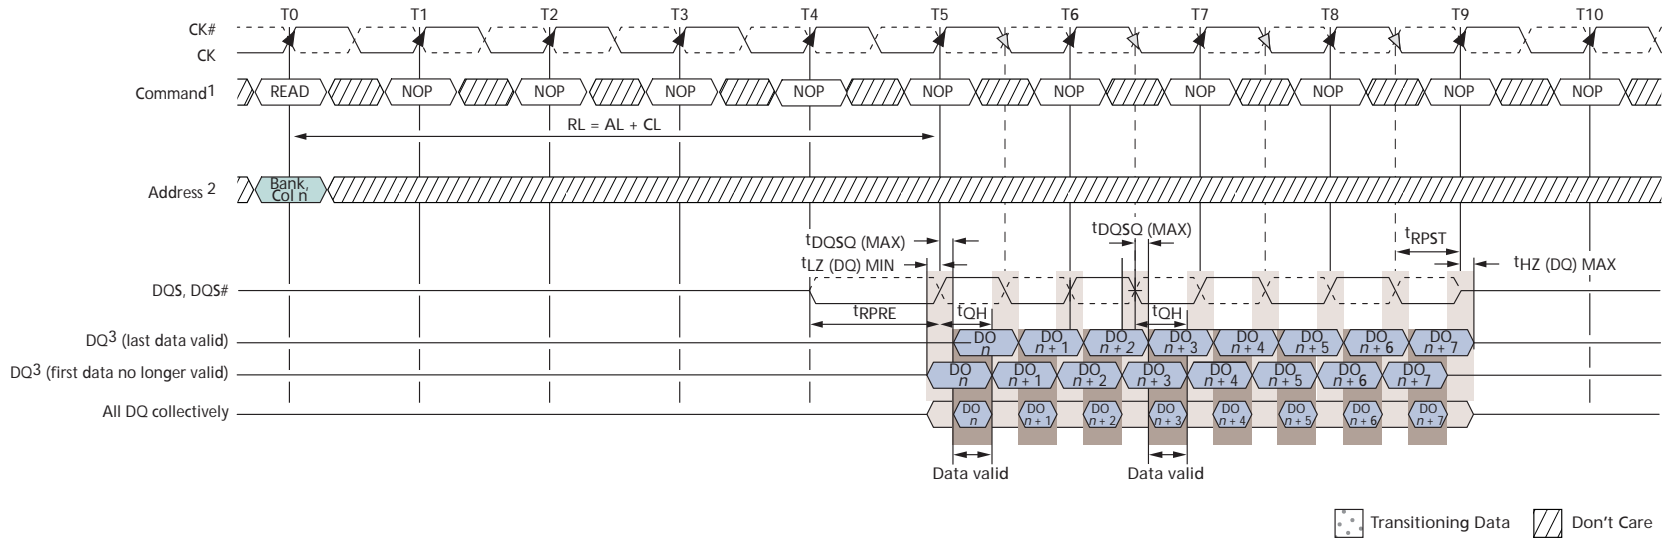 T0 T1 T2 T3 T4 T5 T6 T7 T8 T9 T10
CK#
CK
Command1 READ NOP NOP NOP NOP NOP NOP NOP NOP NOP NOP
RL = AL + CL
Address 2 Bank,
Col n
tDQSQ (MAX) tDQSQ (MAX) tRPST
tLZ (DQ) MIN tHZ (DQ) MAX
DQS, DQS#
tRPRE tQH tQH
DQ3 (last data valid) DO
n DO
n + 1 DO
n + 2 DO
n + 3 DO
n + 4 DO
n + 5 DO
n + 6 DO
n + 7
DQ3 (first data no longer valid) DO
n DO
n + 1 DO
n + 2 DO
n + 3 DO
n + 4 DO
n + 5 DO
n + 6 DO
n + 7
All DQ collectively DO
n DO
n + 1 DO
n + 2 DO
n + 3 DO
n + 4 DO
n + 5 DO
n + 6 DO
n + 7
Data valid Data valid
Transitioning Data Don't Care